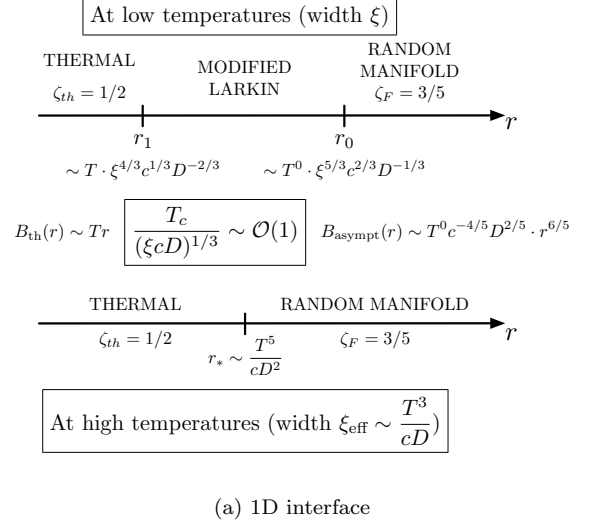 At low temperatures (width ξ)
THERMAL
MODIFIED
LARKIN
RANDOM
MANIFOLD
ζ_th = 1/2
ζ_F = 3/5
r
r_1
r_0
∼ T · ξ^{4/3}c^{1/3}D^{−2/3}
∼ T^0 · ξ^{5/3}c^{2/3}D^{−1/3}
B_th(r) ∼ Tr
T_c/(ξcD)^{1/3} ∼ O(1)
B_asympt(r) ∼ T^0c^{−4/5}D^{2/5} · r^{6/5}
THERMAL
RANDOM MANIFOLD
r
ζ_th = 1/2
ζ_F = 3/5
r_* ∼ T^5/cD^2
At high temperatures (width ξ_eff ∼ T^3/cD)
(a) 1D interface